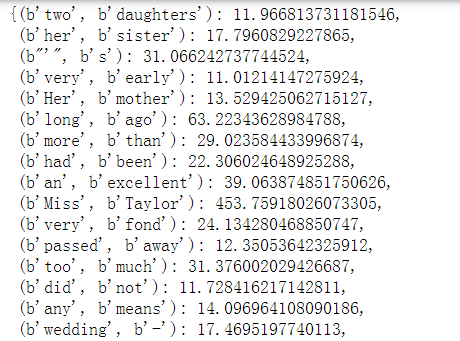 {(b'two', b'daughters'): 11.966813731181546,
(b'her', b'sister'): 17.7960829227865,
(b"'", b's'): 31.066242737744524,
(b'very', b'early'): 11.01214147275924,
(b'Her', b'mother'): 13.529425062715127,
(b'long', b'ago'): 63.22343628984788,
(b'more', b'than'): 29.023584433996874,
(b'had', b'been'): 22.306024648925288,
(b'an', b'excellent'): 39.063874851750626,
(b'Miss', b'Taylor'): 453.75918026073305,
(b'very', b'fond'): 24.134280468850747,
(b'passed', b'away'): 12.35053642325912,
(b'too', b'much'): 31.376002029426687,
(b'did', b'not'): 11.728416217142811,
(b'any', b'means'): 14.096964108090186,
(b'wedding', b'-'): 17.4695197740113,